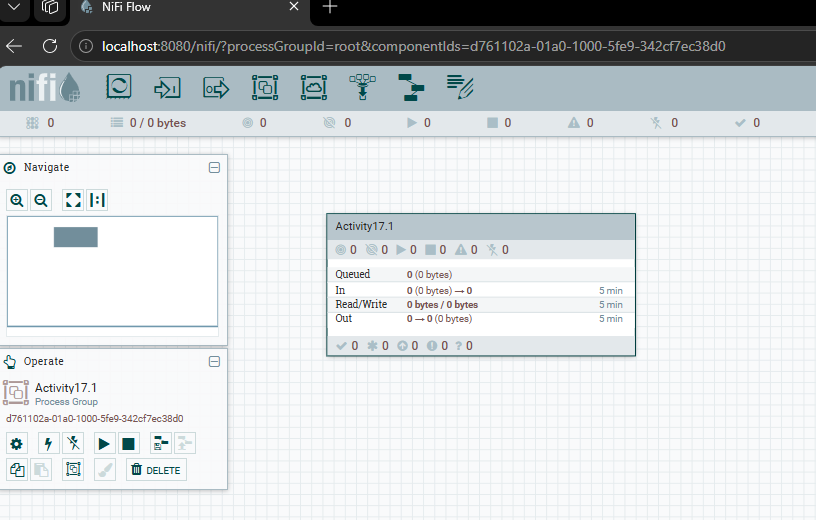 NiFi Flow
localhost:8080/nifi/?processGroupId=root&componentIds=d761102a-01a0-1000-5fe9-342cf7ec38d0
nifi
0 0 / 0 bytes 0 0 0 0 0 0 0
Navigate
Activity17.1
0 0 0 0 0 0
Queued 0 (0 bytes)
In 0 (0 bytes) → 0 5 min
Read/Write 0 bytes / 0 bytes 5 min
Out 0 → 0 (0 bytes) 5 min
0 0 0 0 ? 0
Operate
Activity17.1
Process Group
d761102a-01a0-1000-5fe9-342cf7ec38d0
DELETE